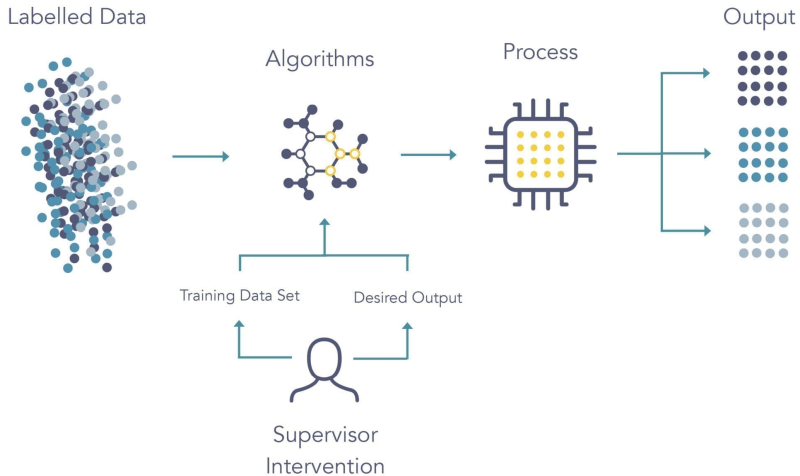 Labelled Data
Output
Process
Algorithms
Training Data Set
Desired Output
Supervisor
Intervention